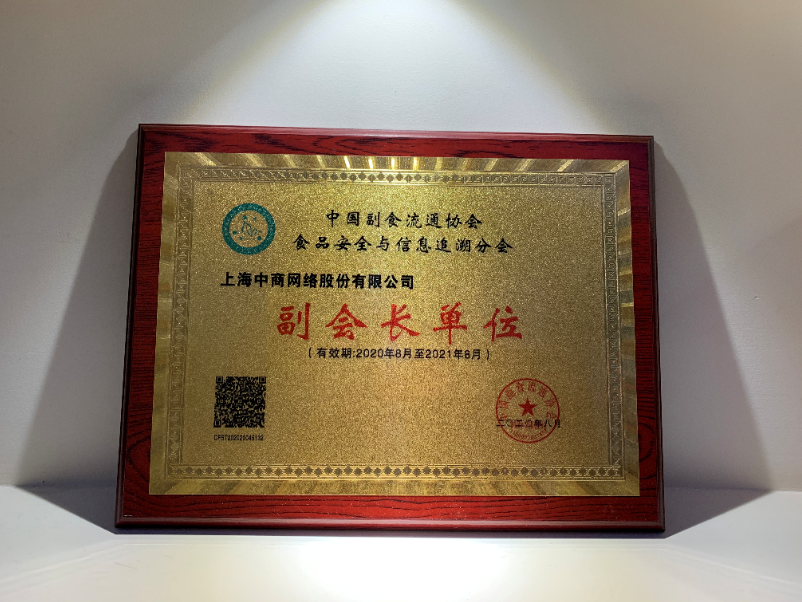 中国副食流通协会
食品安全与信息追溯分会
上海中商网络股份有限公司
副会长单位
(有效期:2020年8月至2021年8月)
二〇二〇年八月